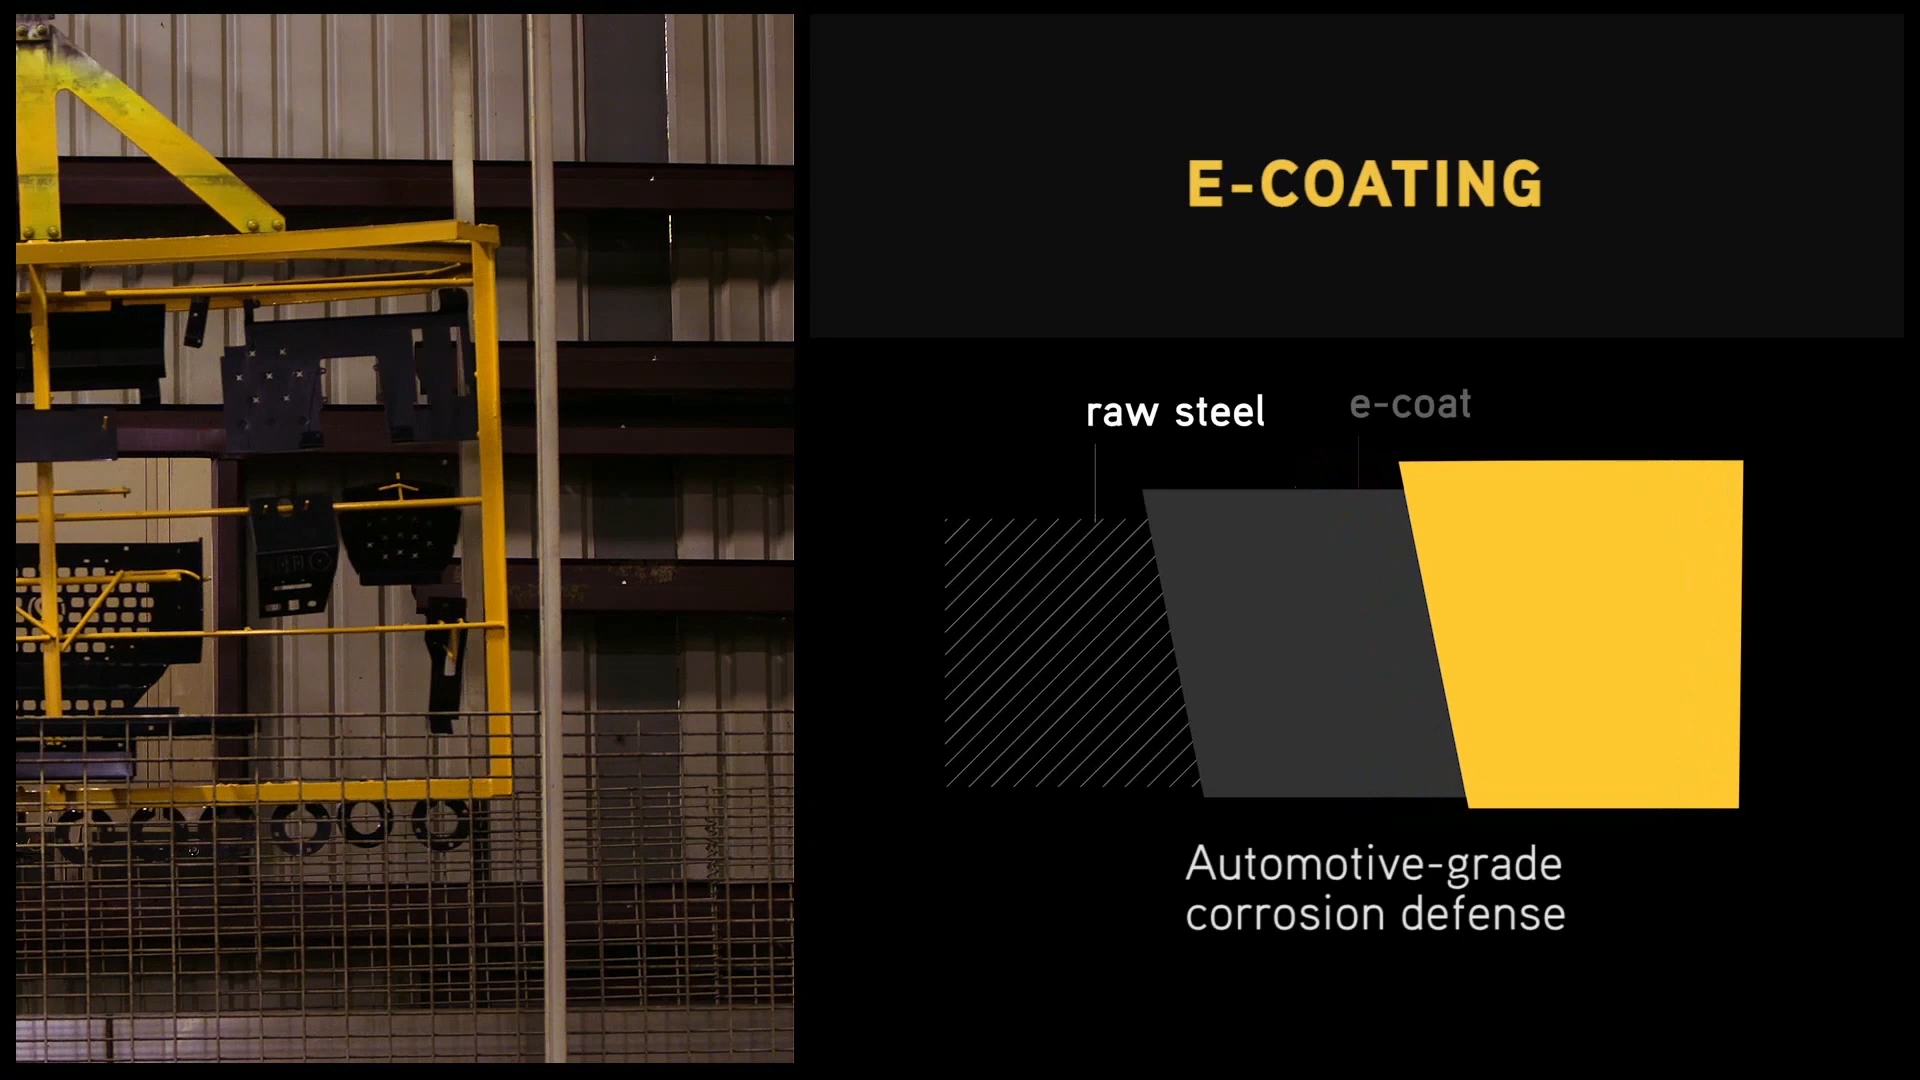 E-COATING
raw steel
e-coat
Automotive-grade
corrosion defense